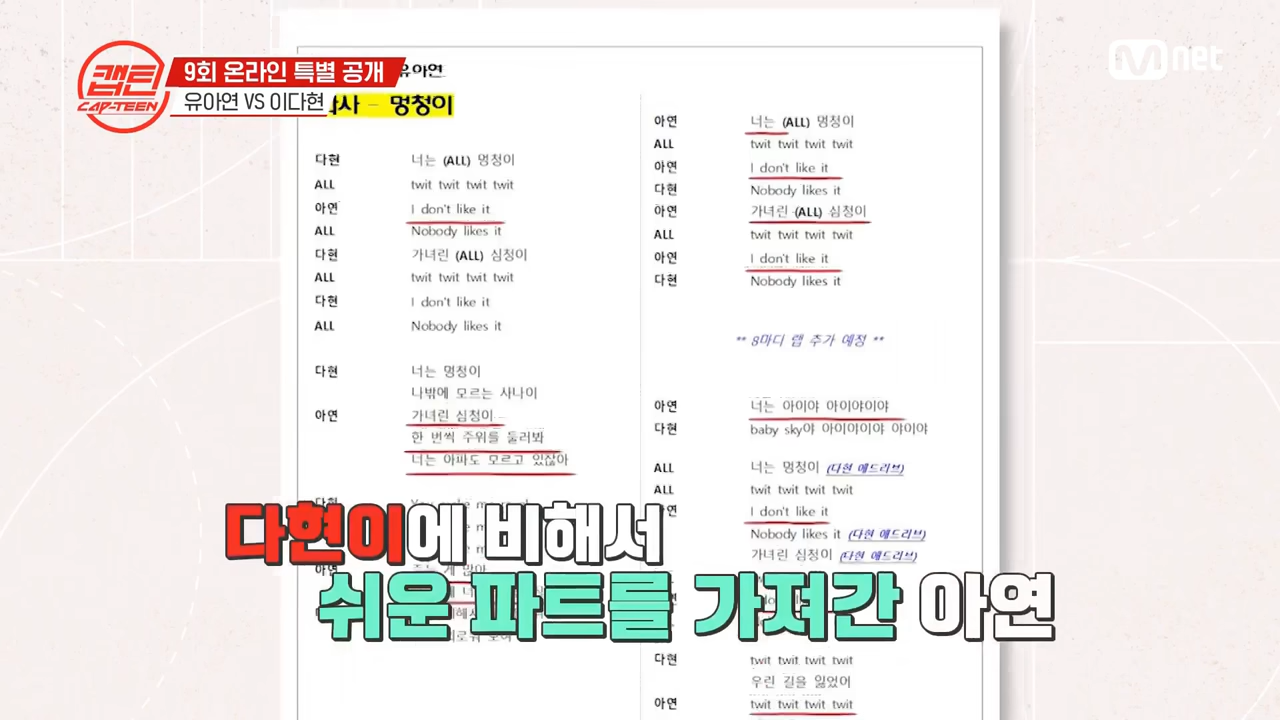 캡틴
CAP-TEEN
9회 온라인 특별 공개
유아연 VS 이다현
Mnet
유아연
사 – 멍청이
다현 너는 (ALL) 멍청이
ALL twit twit twit twit
아연 I don't like it
ALL Nobody likes it
다현 가녀린 (ALL) 심청이
ALL twit twit twit twit
다현 I don't like it
ALL Nobody likes it
다현 너는 멍청이
나밖에 모르는 사나이
아연 가녀린 심청이
한 번씩 주위를 둘러봐
너는 아파도 모르고 있잖아
아연 너는 (ALL) 멍청이
ALL twit twit twit twit
아연 I don't like it
다현 Nobody likes it
아연 가녀린 (ALL) 심청이
ALL twit twit twit twit
아연 I don't like it
다현 Nobody likes it
** 8마디 랩 추가 예정 **
아연 너는 아이야 아이야이야
다현 baby sky야 아이이이야 야이야
ALL 너는 멍청이 (다현 애드리브)
ALL twit twit twit twit
아연 I don't like it
Nobody likes it (다현 애드리브)
가녀린 심청이 (다현 애드리브)
다현 twit twit twit twit
우린 길을 잃었어
아연 twit twit twit twit
다현이에 비해서
쉬운 파트를 가져간 아연